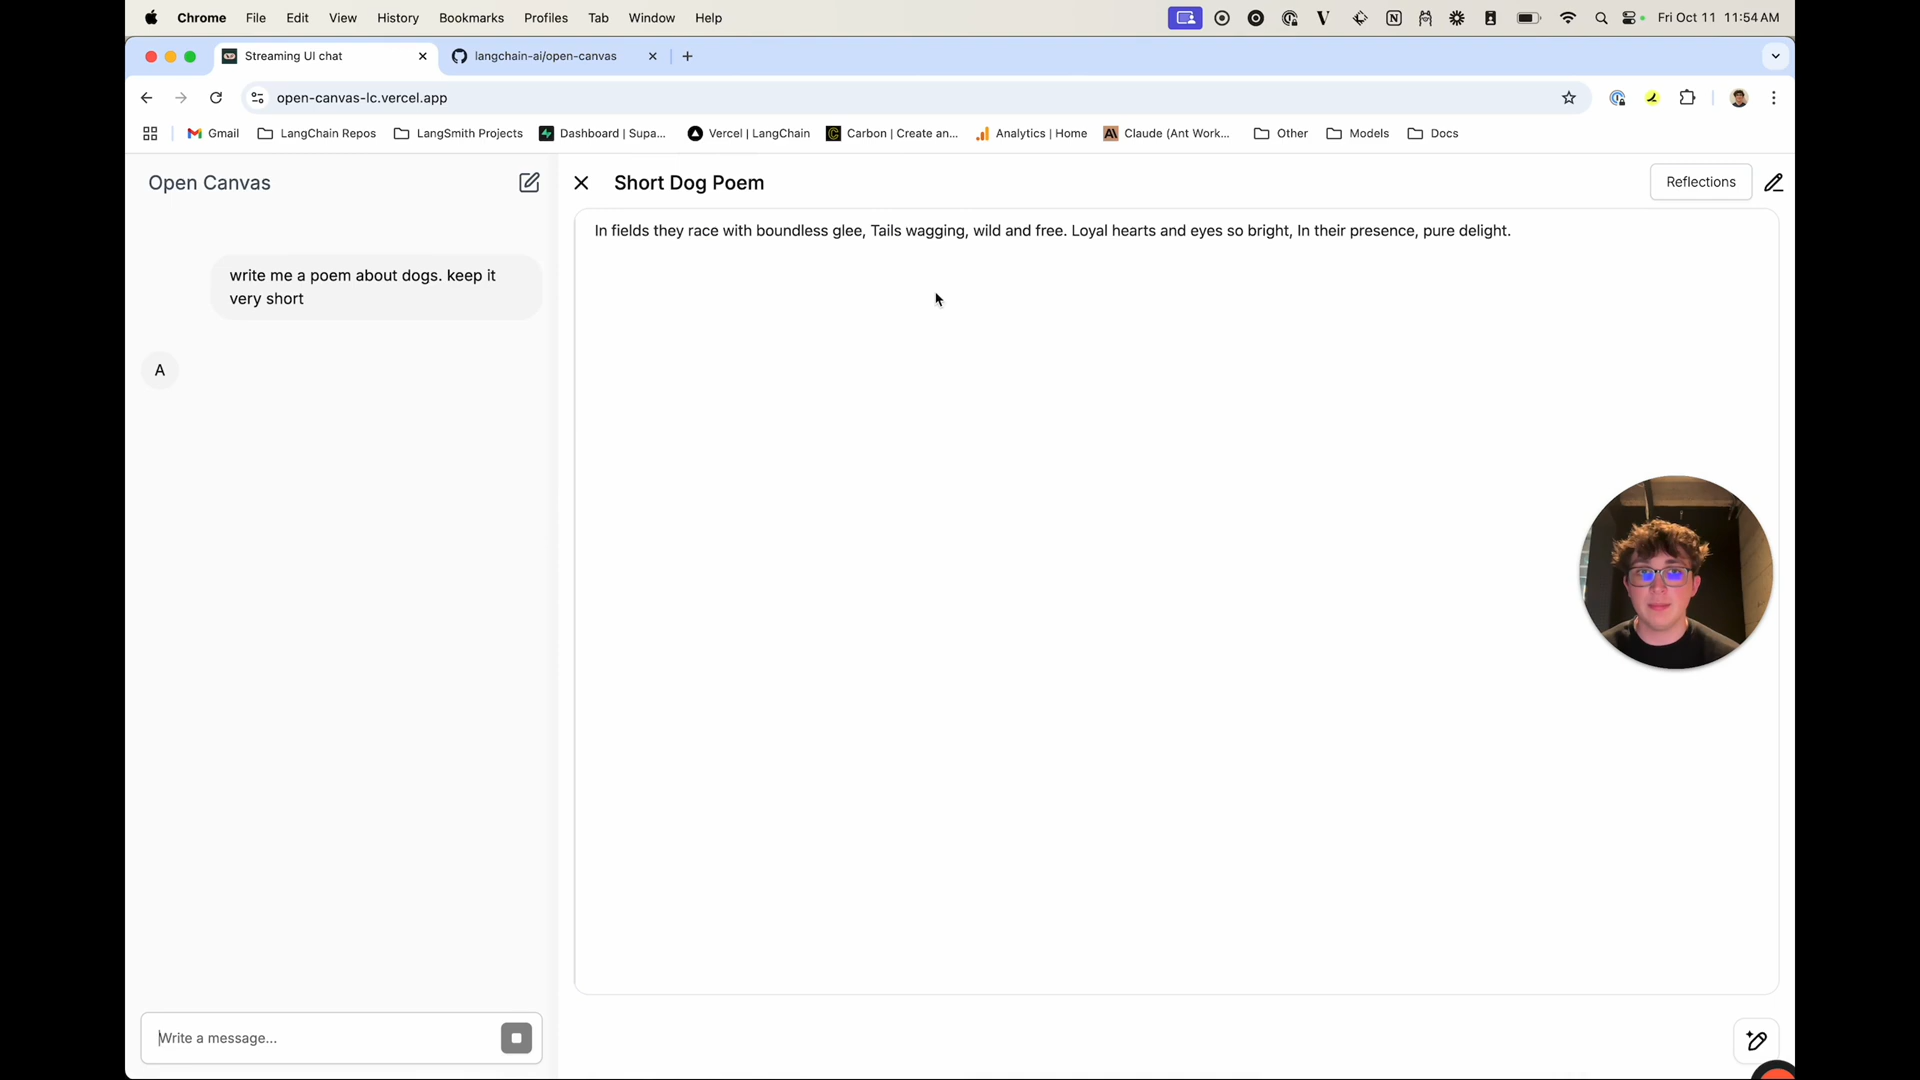 Chrome File Edit View History Bookmarks Profiles Tab Window Help Fri Oct 11 11:54 AM
Streaming UI chat langchain-ai/open-canvas
open-canvas-lc.vercel.app
Gmail LangChain Repos LangSmith Projects Dashboard | Supa... Vercel | LangChain Carbon | Create an... Analytics | Home Claude (Ant Work... Other Models Docs
Open Canvas
write me a poem about dogs. keep it
very short
A
Write a message...
Short Dog Poem
Reflections
In fields they race with boundless glee, Tails wagging, wild and free. Loyal hearts and eyes so bright, In their presence, pure delight.